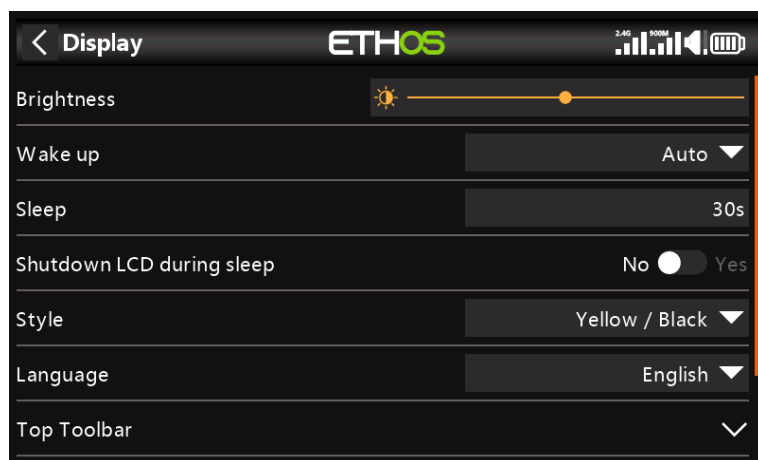 Display ETHOS 2.4G 900M
Brightness
Wake up Auto
Sleep 30s
Shutdown LCD during sleep No Yes
Style Yellow / Black
Language English
Top Toolbar